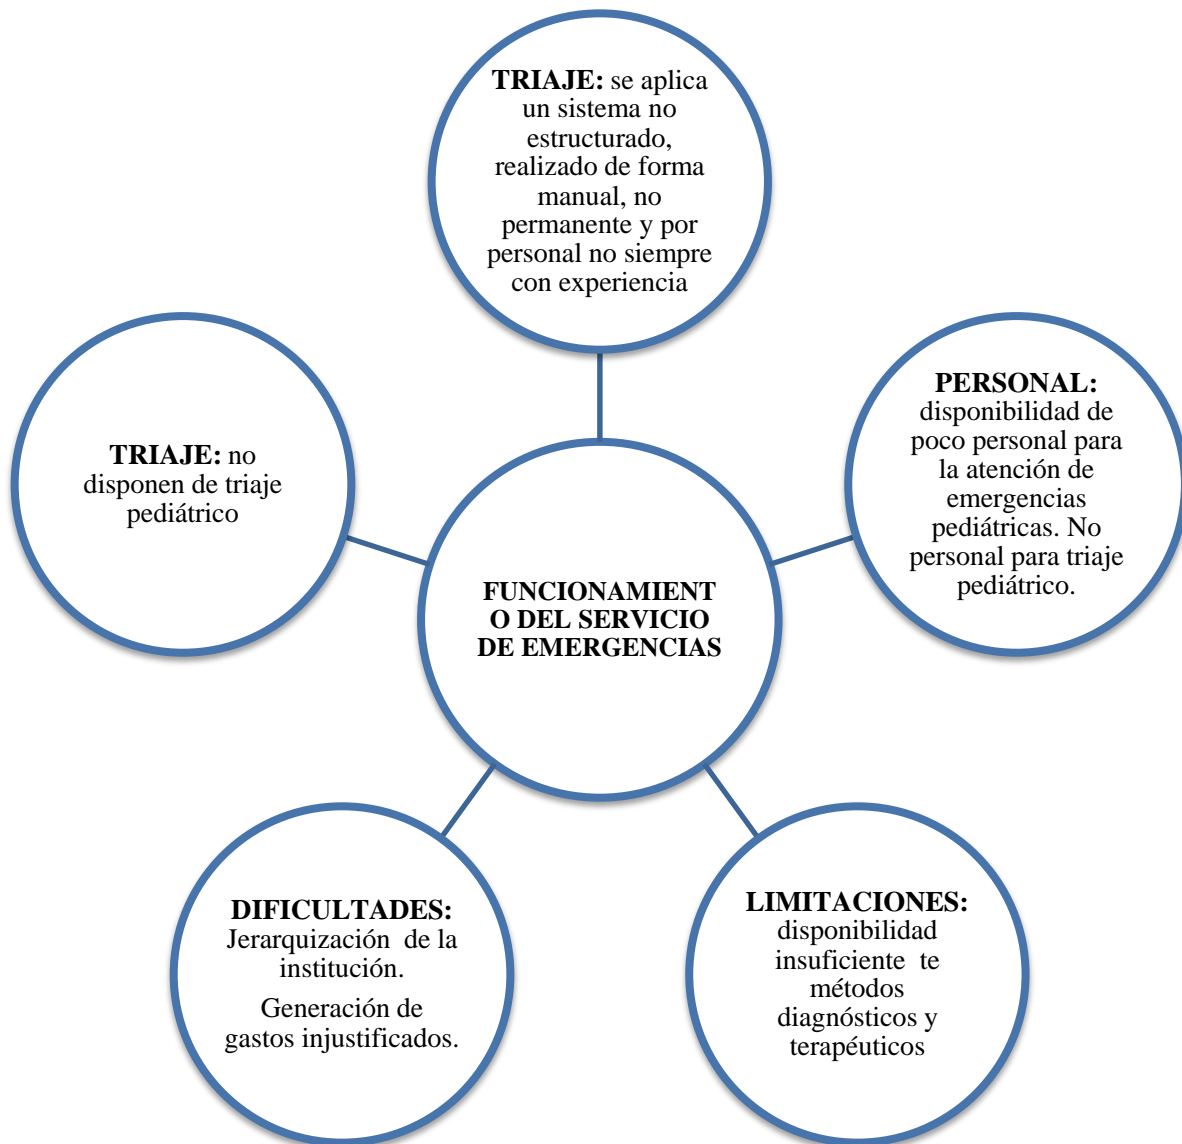 TRIAJE: se aplica
un sistema no
estructurado,
realizado de forma
manual, no
permanente y por
personal no siempre
con experiencia
PERSONAL:
disponibilidad de
poco personal para
la atención de
emergencias
pediátricas. No
personal para triaje
pediátrico.
TRIAJE: no
disponen de triaje
pediátrico
FUNCIONAMIENT
O DEL SERVICIO
DE EMERGENCIAS
DIFICULTADES:
Jerarquización de la
institución.
Generación de
gastos injustificados.
LIMITACIONES:
disponibilidad
insuficiente te
métodos
diagnósticos y
terapéuticos